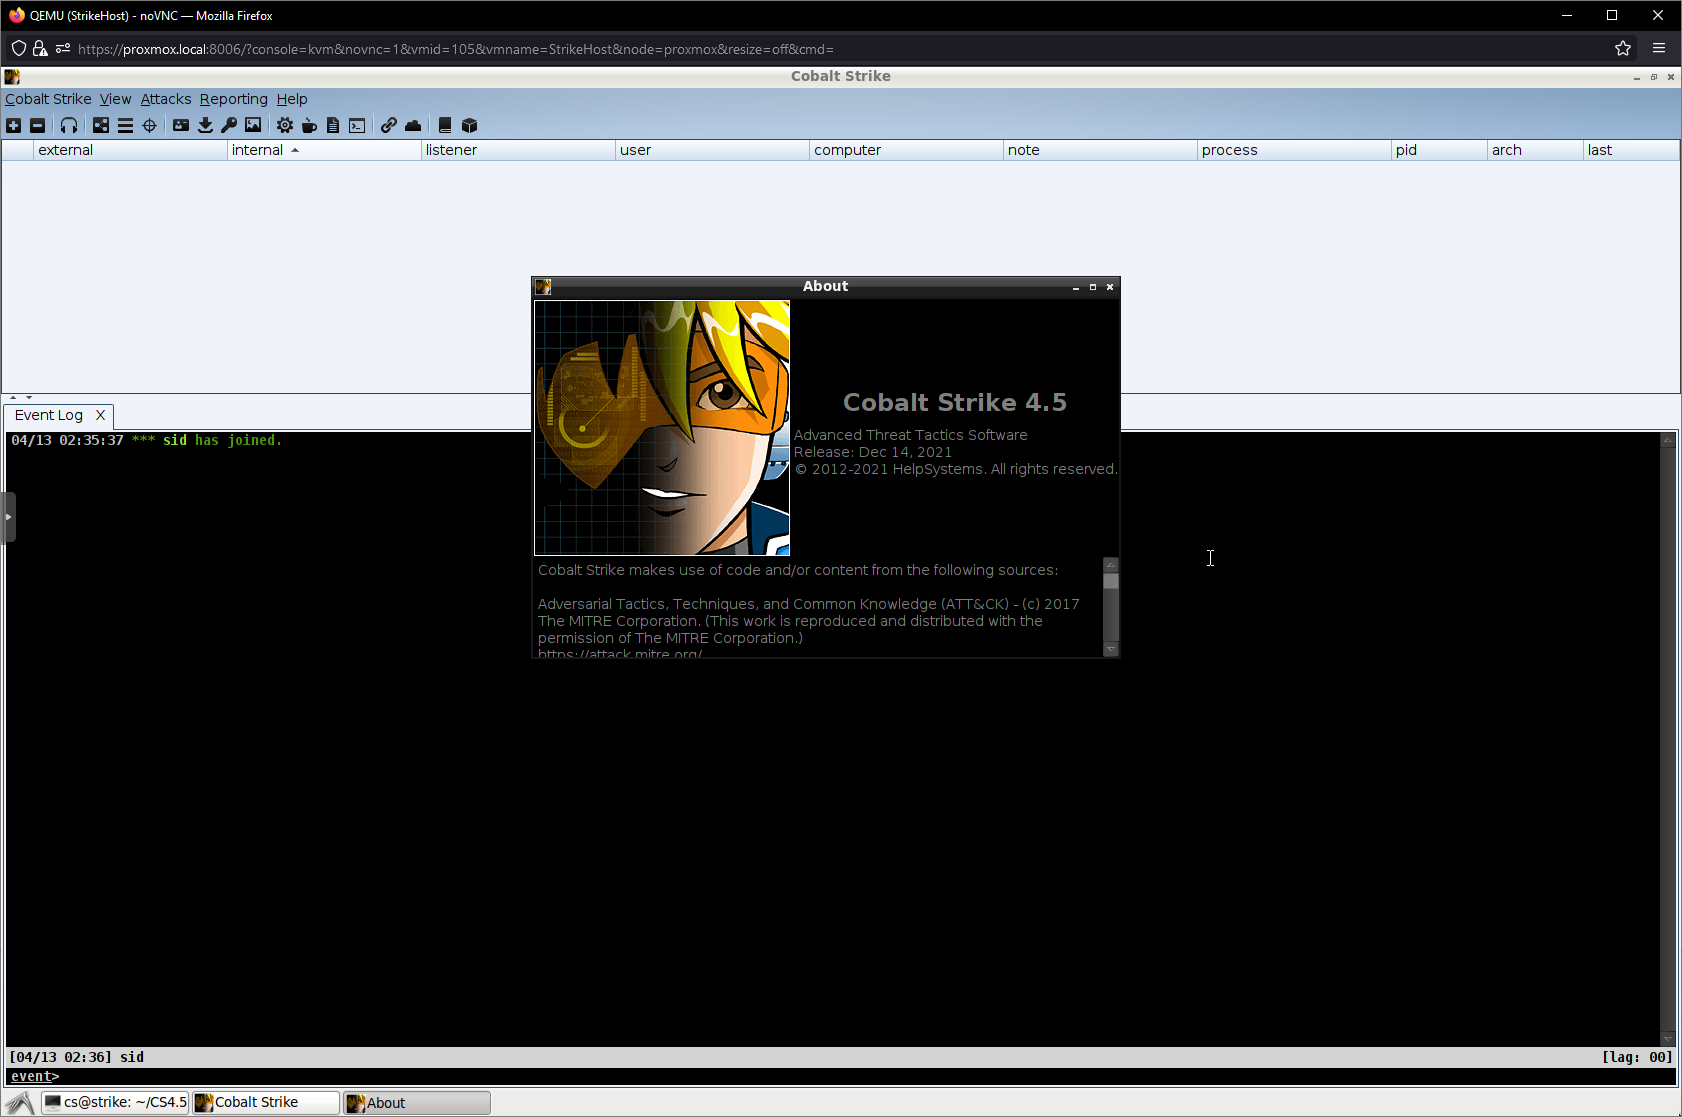 QEMU (StrikeHost) - noVNC — Mozilla Firefox
https://proxmox.local:8006/?console=kvm&novnc=1&vmid=105&vmname=StrikeHost&node=proxmox&resize=off&cmd=
Cobalt Strike
Cobalt Strike View Attacks Reporting Help
external internal listener user computer note process pid arch last
About
Cobalt Strike 4.5
Advanced Threat Tactics Software
Release: Dec 14, 2021
© 2012-2021 HelpSystems. All rights reserved.
Cobalt Strike makes use of code and/or content from the following sources:
Adversarial Tactics, Techniques, and Common Knowledge (ATT&CK) - (c) 2017
The MITRE Corporation. (This work is reproduced and distributed with the
permission of The MITRE Corporation.)
https://attack.mitre.org/
Event Log X
04/13 02:35:37 *** sid has joined.
[04/13 02:36] sid [lag: 00]
event>
cs@strike: ~/CS4.5 Cobalt Strike About